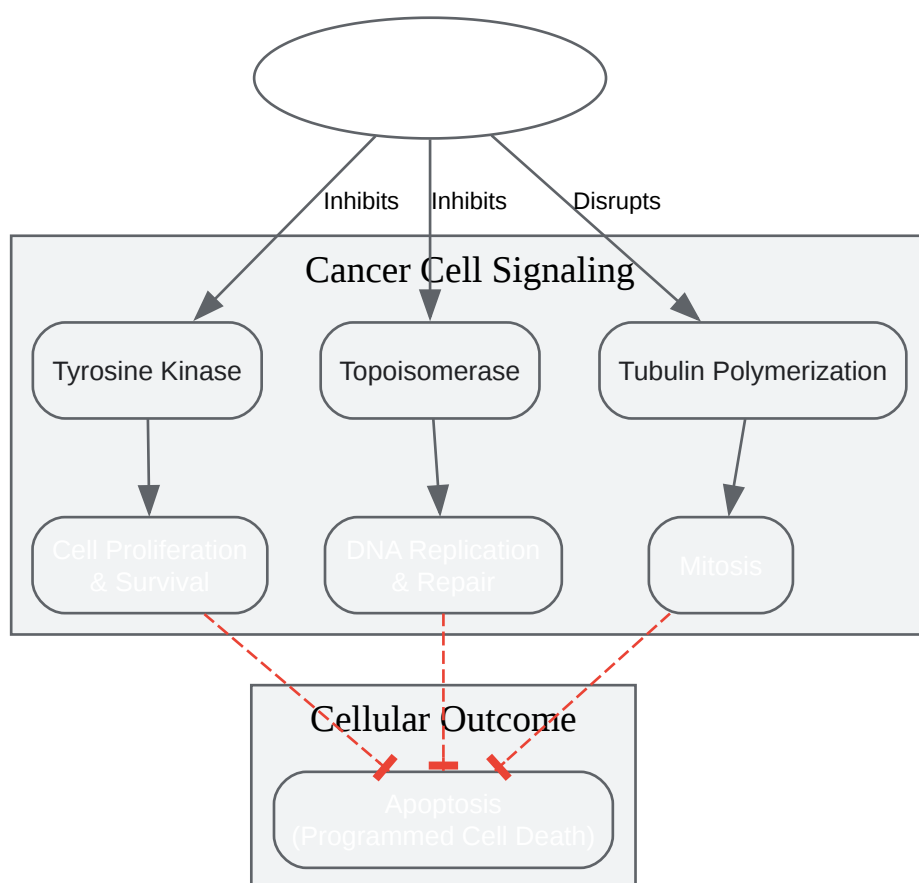 Inhibits
Inhibits
Disrupts
Cancer Cell Signaling
Tyrosine Kinase
Topoisomerase
Tubulin Polymerization
Cell Proliferation
& Survival
DNA Replication
& Repair
Mitosis
Cellular Outcome
Apoptosis
(Programmed Cell Death)